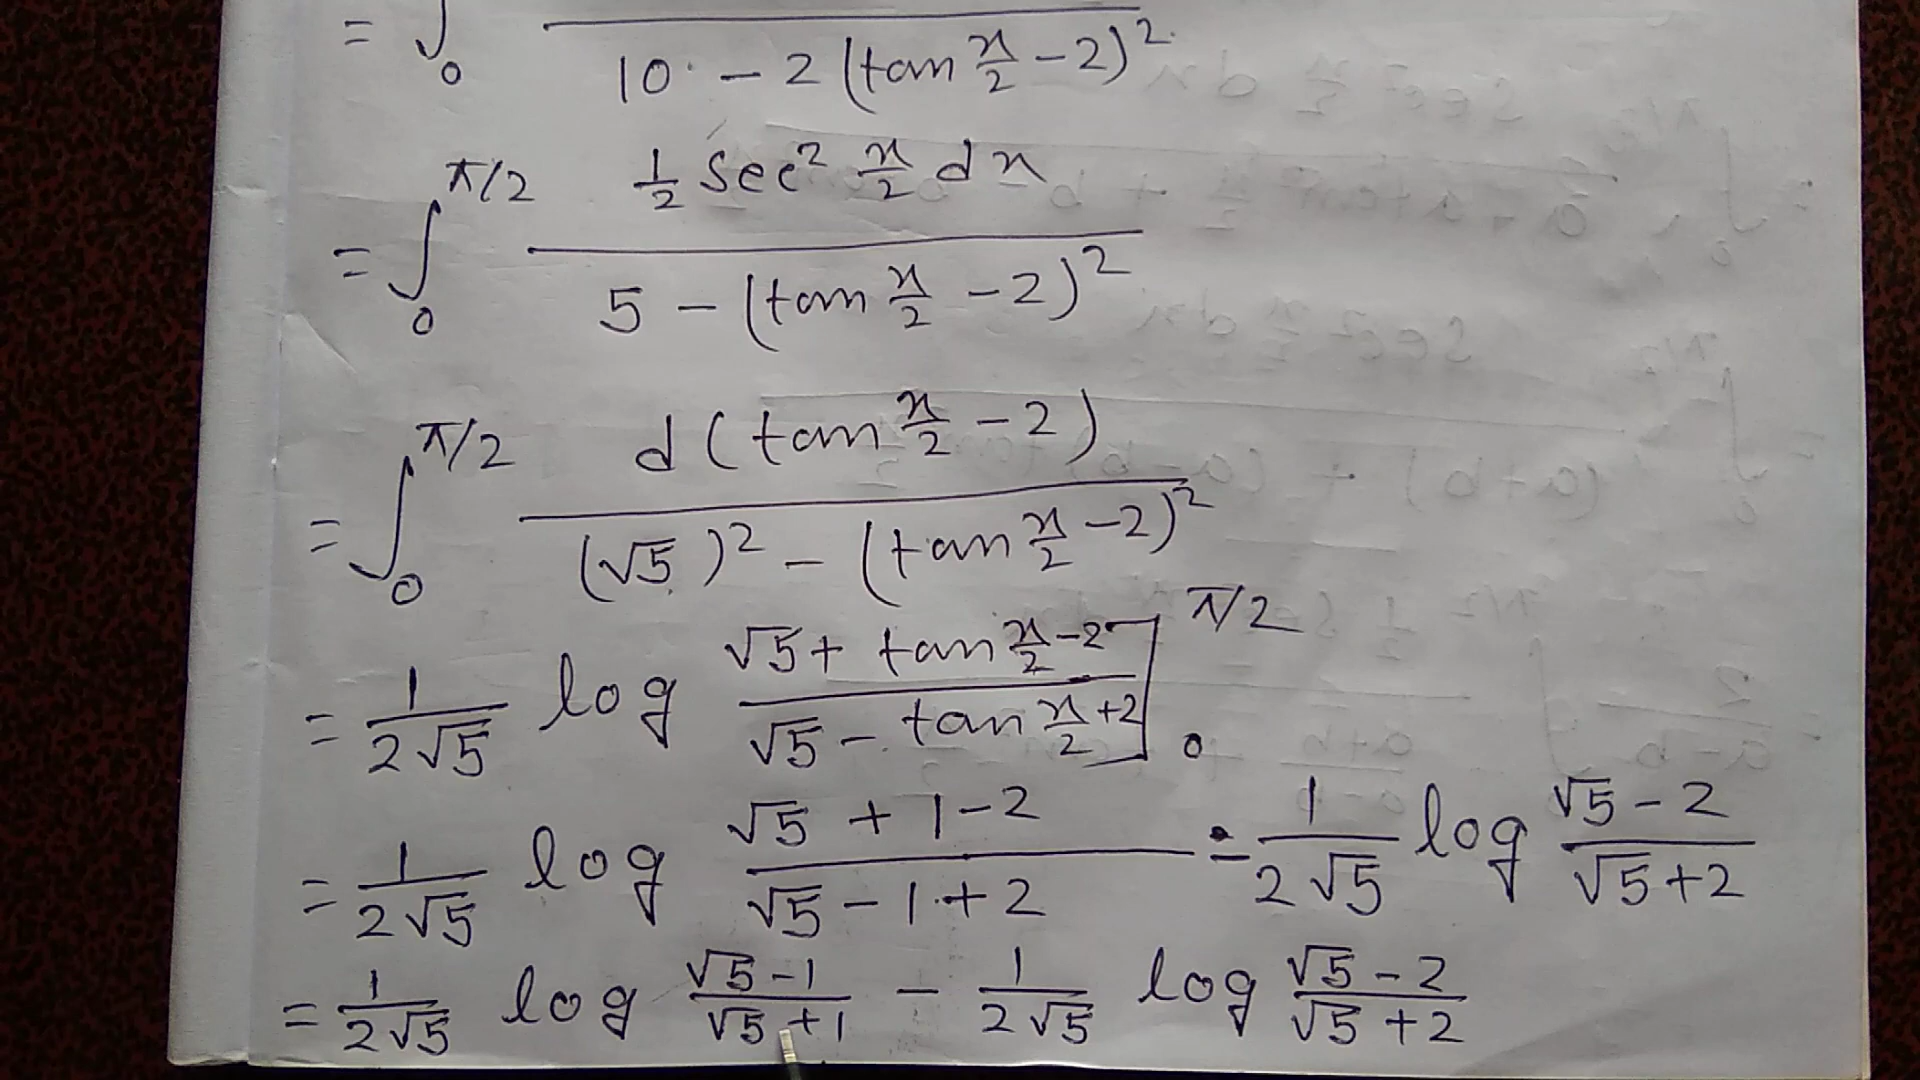 = ∫₀ 10 - 2 (tan x/2 - 2)²
= ∫₀^π/2 ½ sec² x/2 dx / 5 - (tan x/2 - 2)²
= ∫₀^π/2 d (tan x/2 - 2) / (√5)² - (tan x/2 - 2)²
= 1/2√5 log √5 + tan x/2 - 2 / √5 - tan x/2 + 2 ]₀^π/2
= 1/2√5 log √5 + 1 - 2 / √5 - 1 + 2 - 1/2√5 log √5 - 2 / √5 + 2
= 1/2√5 log √5 - 1 / √5 + 1 - 1/2√5 log √5 - 2 / √5 + 2